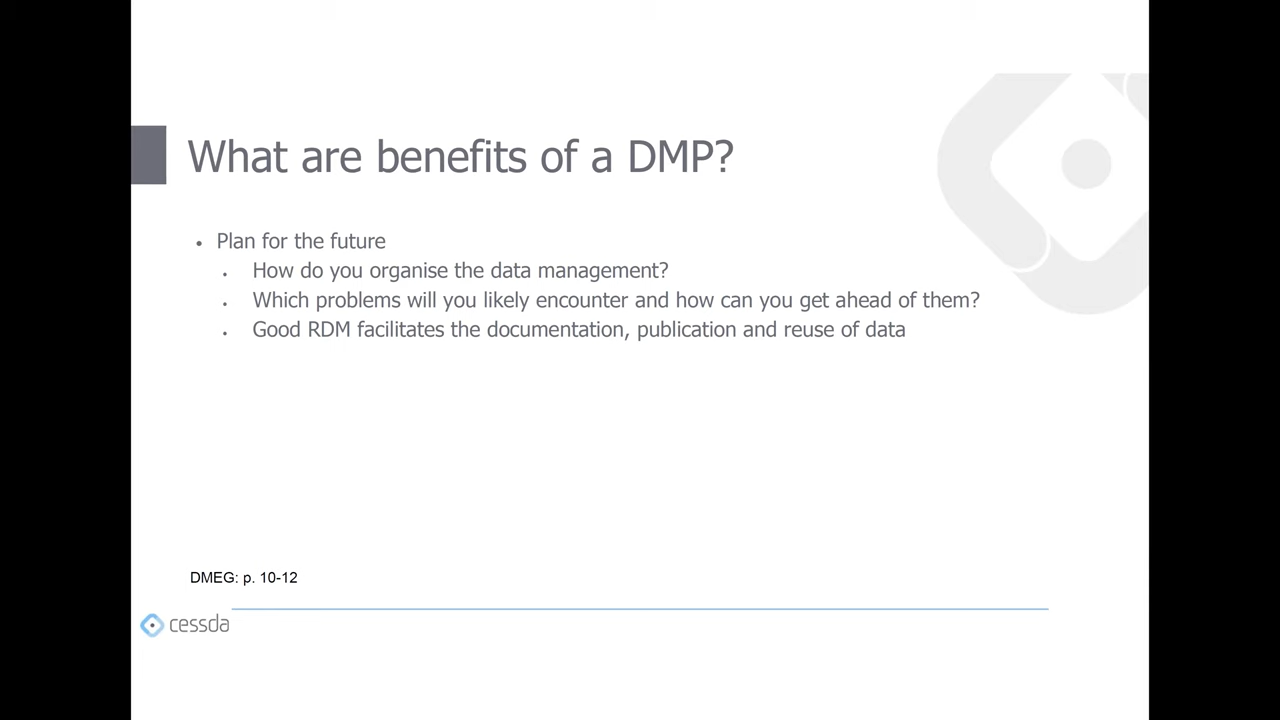 What are benefits of a DMP?
• Plan for the future
• How do you organise the data management?
• Which problems will you likely encounter and how can you get ahead of them?
• Good RDM facilitates the documentation, publication and reuse of data
DMEG: p. 10-12
cessda